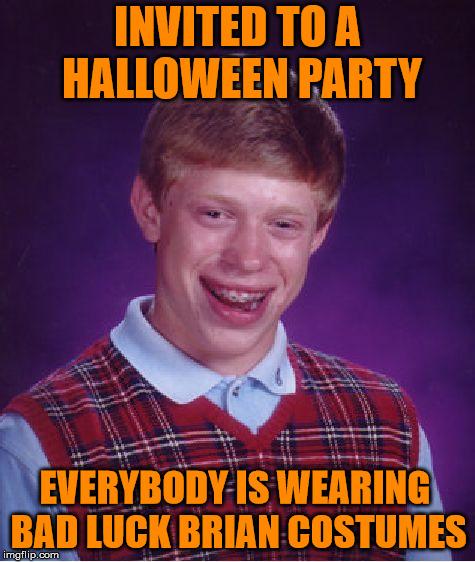 INVITED TO A
HALLOWEEN PARTY
EVERYBODY IS WEARING
BAD LUCK BRIAN COSTUMES
imgflip.com